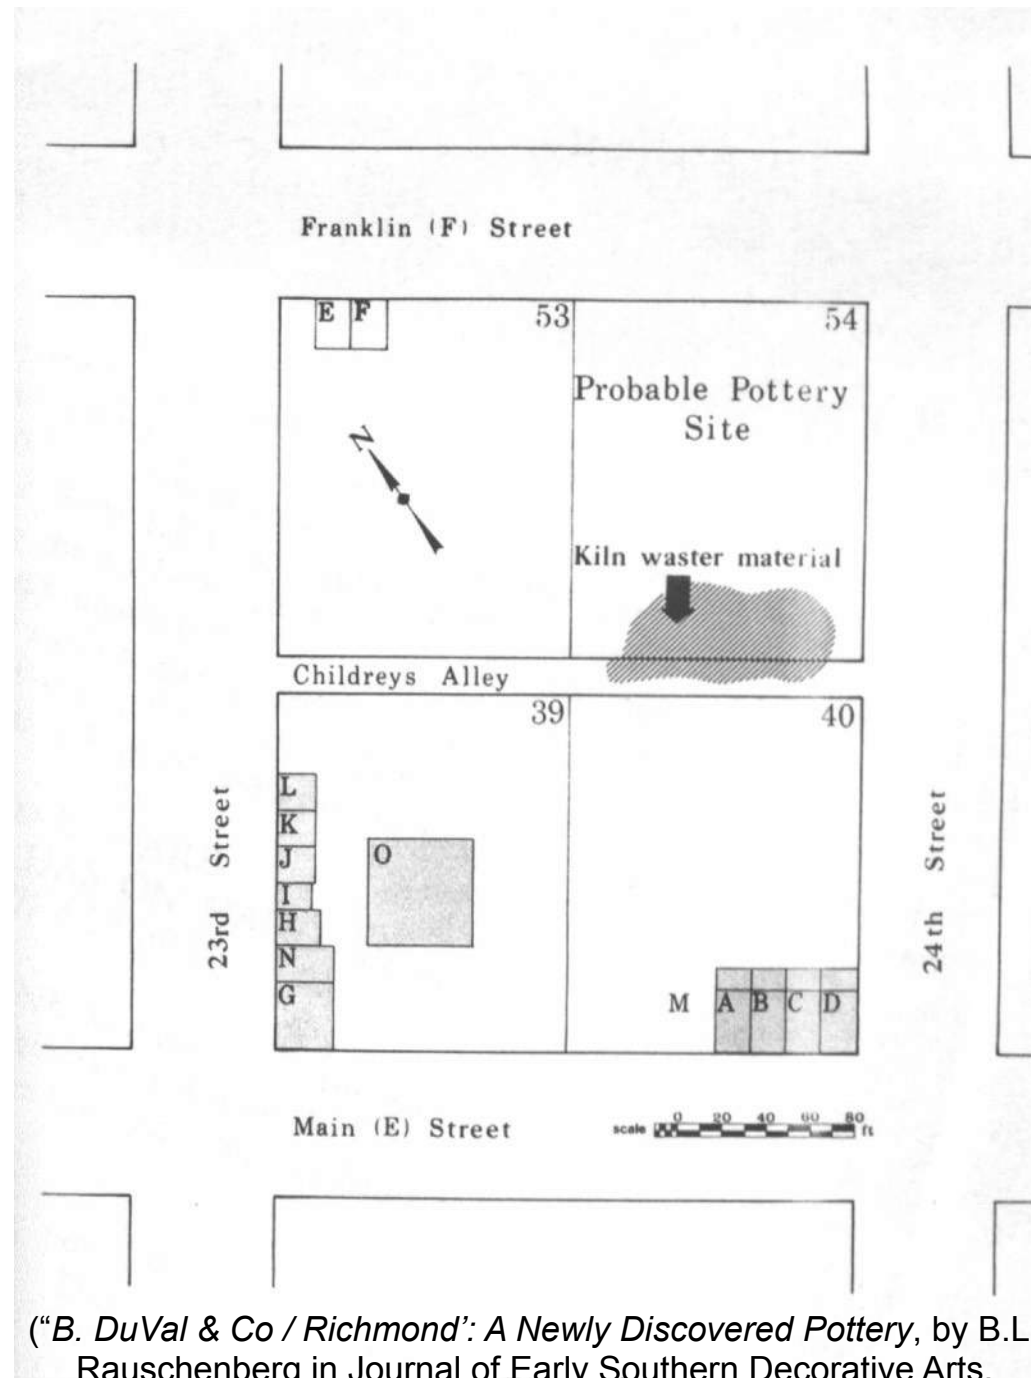 Franklin (F) Street
E F 53 54
Probable Pottery
Site
N
Kiln waster material
Childreys Alley
39 40
L
K
J
O
I
H
N
G
M A B C D
23rd Street
24th Street
Main (E) Street
scale 0 20 40 60 80 ft
(“B. DuVal & Co / Richmond’: A Newly Discovered Pottery, by B.L
Rauschenberg in Journal of Early Southern Decorative Arts,